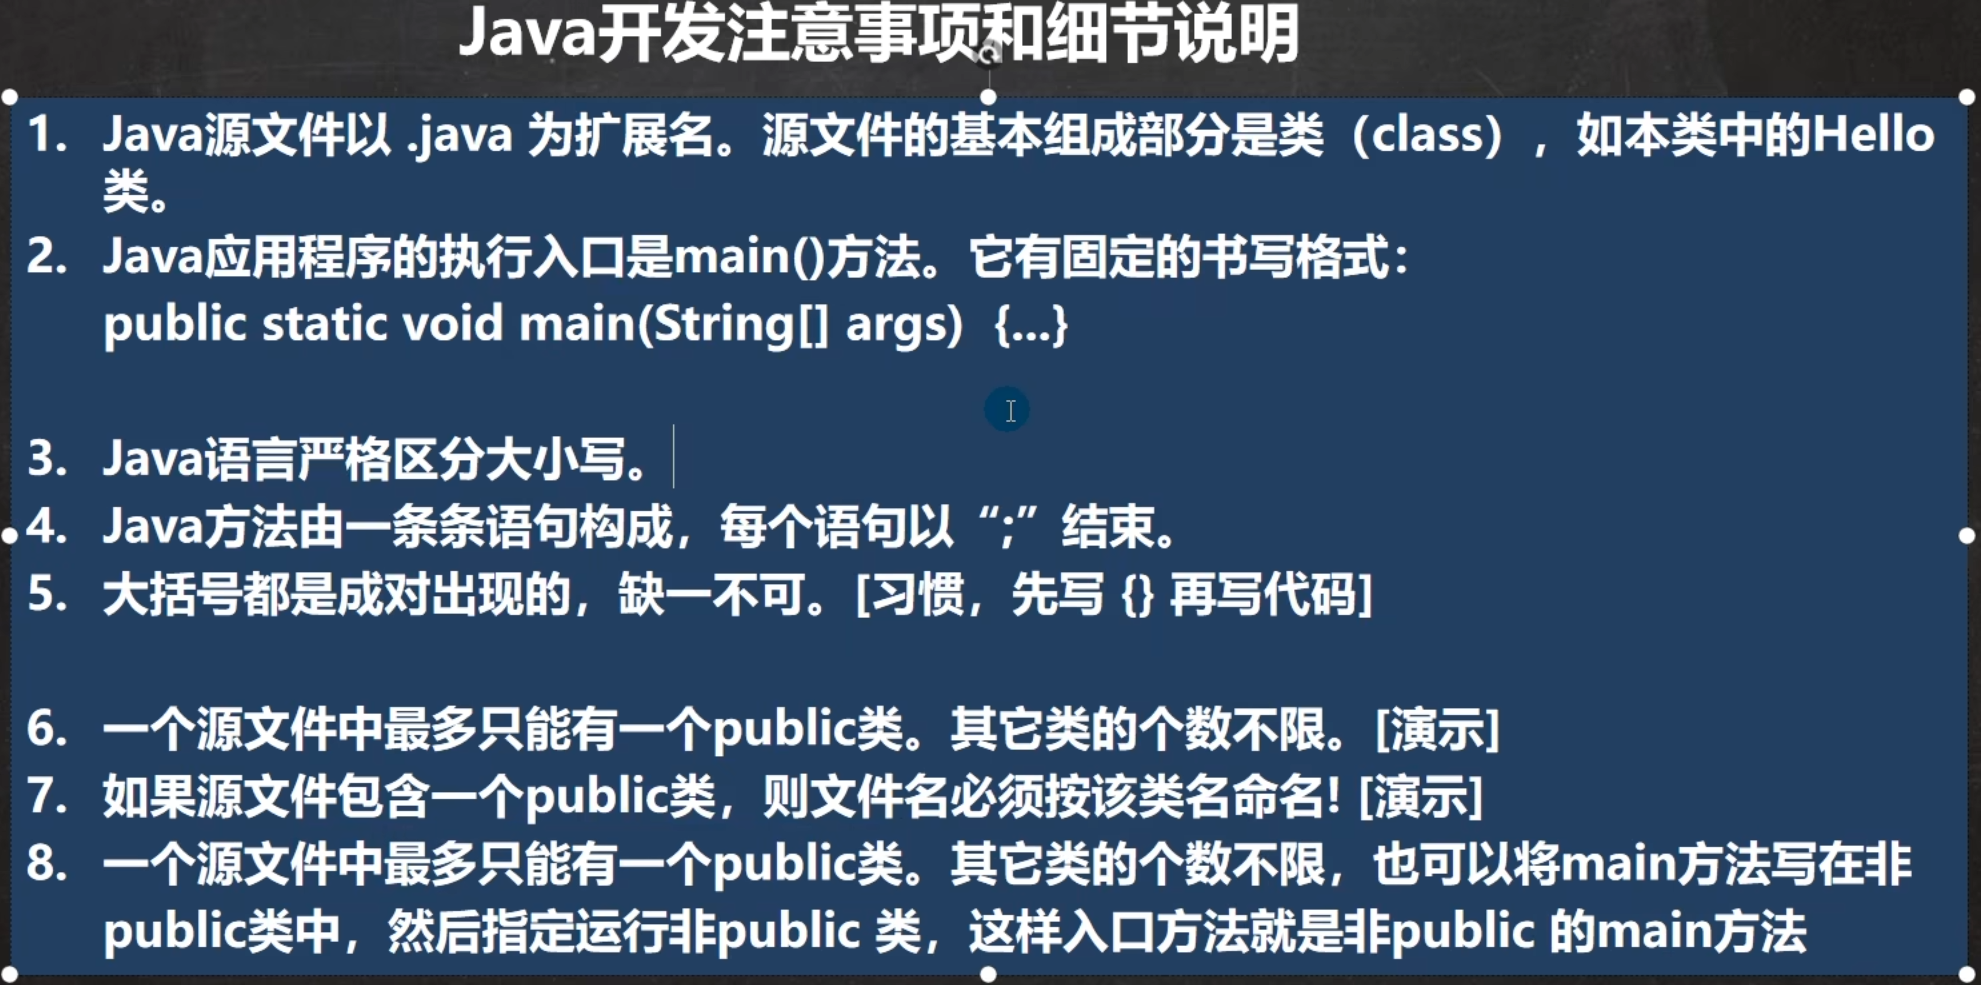 Java开发注意事项和细节说明
1. Java源文件以 .java 为扩展名。源文件的基本组成部分是类（class），如本类中的Hello
类。
2. Java应用程序的执行入口是main()方法。它有固定的书写格式：
public static void main(String[] args) {...}
3. Java语言严格区分大小写。
4. Java方法由一条条语句构成，每个语句以“;”结束。
5. 大括号都是成对出现的，缺一不可。[习惯，先写 {} 再写代码]
6. 一个源文件中最多只能有一个public类。其它类的个数不限。[演示]
7. 如果源文件包含一个public类，则文件名必须按该类名命名! [演示]
8. 一个源文件中最多只能有一个public类。其它类的个数不限，也可以将main方法写在非
public类中，然后指定运行非public 类，这样入口方法就是非public 的main方法